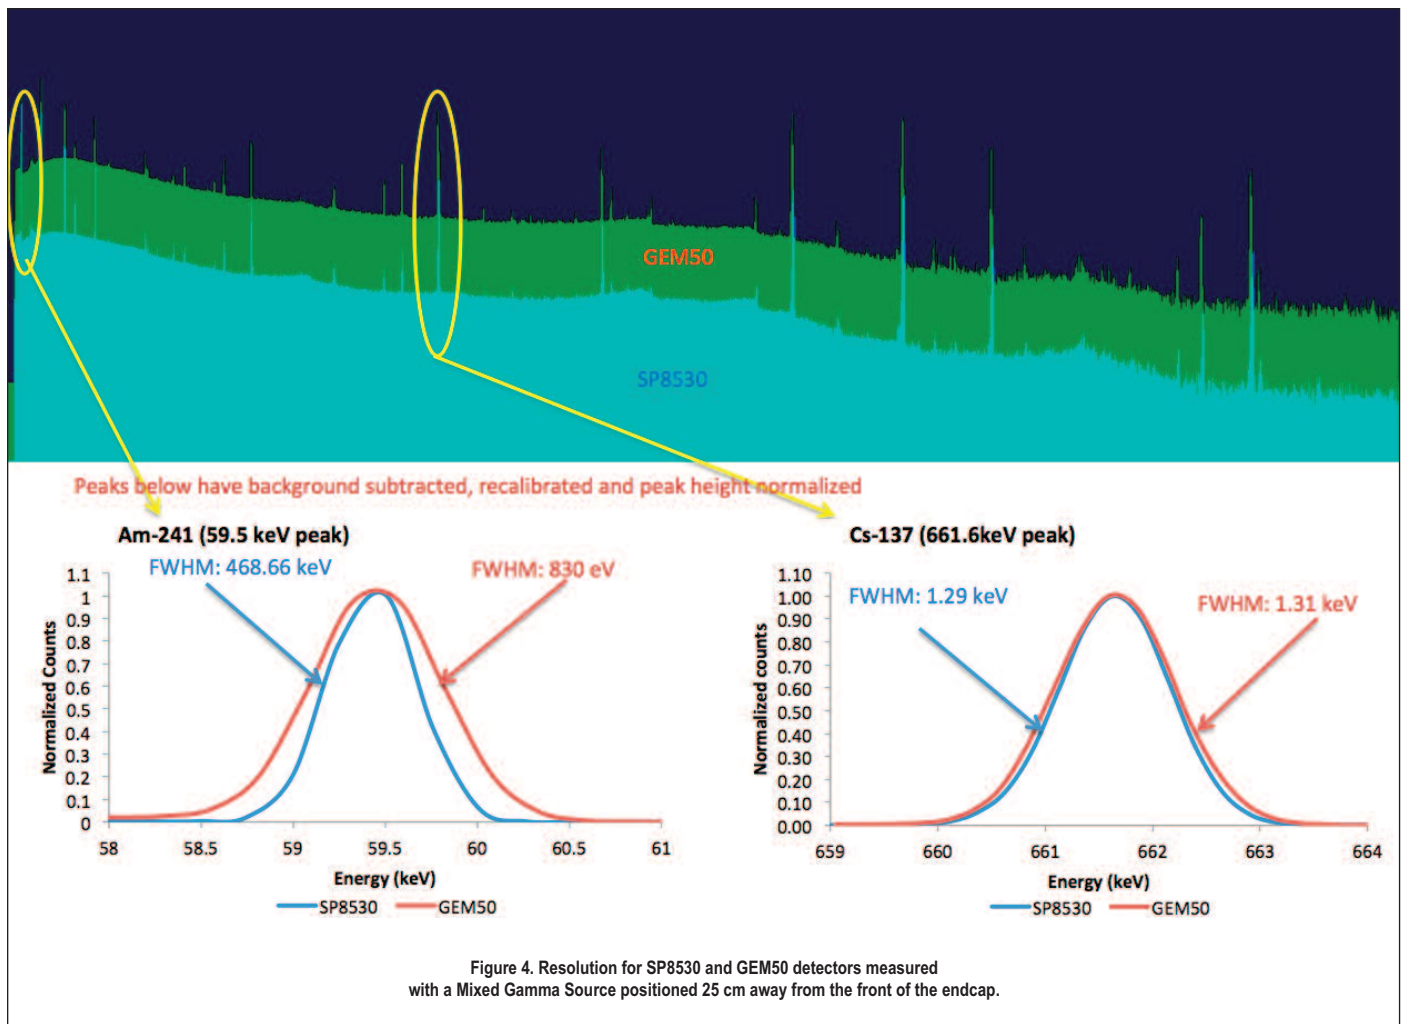 GEM50
SP8530
Peaks below have background subtracted, recalibrated and peak height normalized
Am-241 (59.5 keV peak)
FWHM: 468.66 keV
FWHM: 830 eV
Normalized Counts
1.1
1
0.9
0.8
0.7
0.6
0.5
0.4
0.3
0.2
0.1
0
58
58.5
59
59.5
60
60.5
61
Energy (keV)
SP8530
GEM50
Cs-137 (661.6keV peak)
FWHM: 1.29 keV
FWHM: 1.31 keV
Normalized counts
1.10
1.00
0.90
0.80
0.70
0.60
0.50
0.40
0.30
0.20
0.10
0.00
659
660
661
662
663
664
Energy (keV)
SP8530
GEM50
Figure 4. Resolution for SP8530 and GEM50 detectors measured
with a Mixed Gamma Source positioned 25 cm away from the front of the endcap.